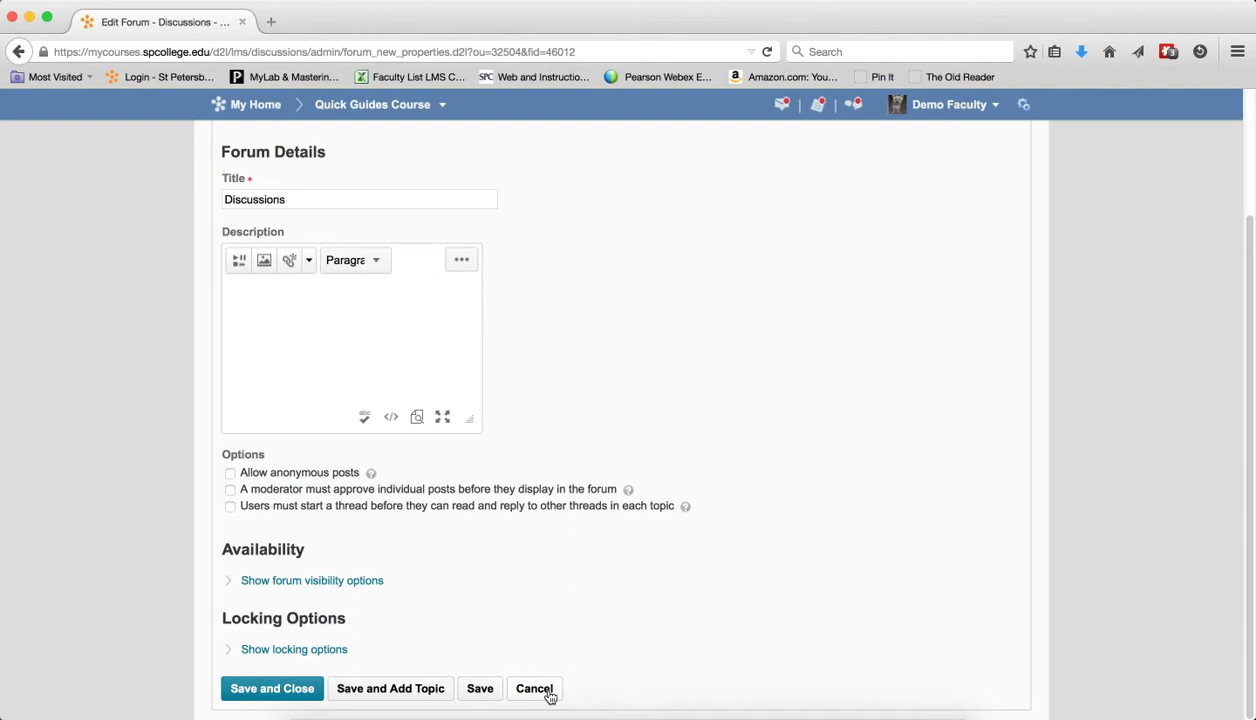 Edit Forum - Discussions - ...
https://mycourses.spcollege.edu/d2l/lms/discussions/admin/forum_new_properties.d2l?ou=32504&fid=46012
Search
3
Most Visited
Login - St Petersb...
P MyLab & Masterin...
Faculty List LMS C...
SPC Web and Instructio...
Pearson Webex E...
a Amazon.com: You...
Pin It
The Old Reader
My Home
Quick Guides Course
Demo Faculty
Forum Details
Title *
Discussions
Description
Paragra
•••
abc
</>
Options
Allow anonymous posts ?
A moderator must approve individual posts before they display in the forum ?
Users must start a thread before they can read and reply to other threads in each topic ?
Availability
Show forum visibility options
Locking Options
Show locking options
Save and Close
Save and Add Topic
Save
Cancel